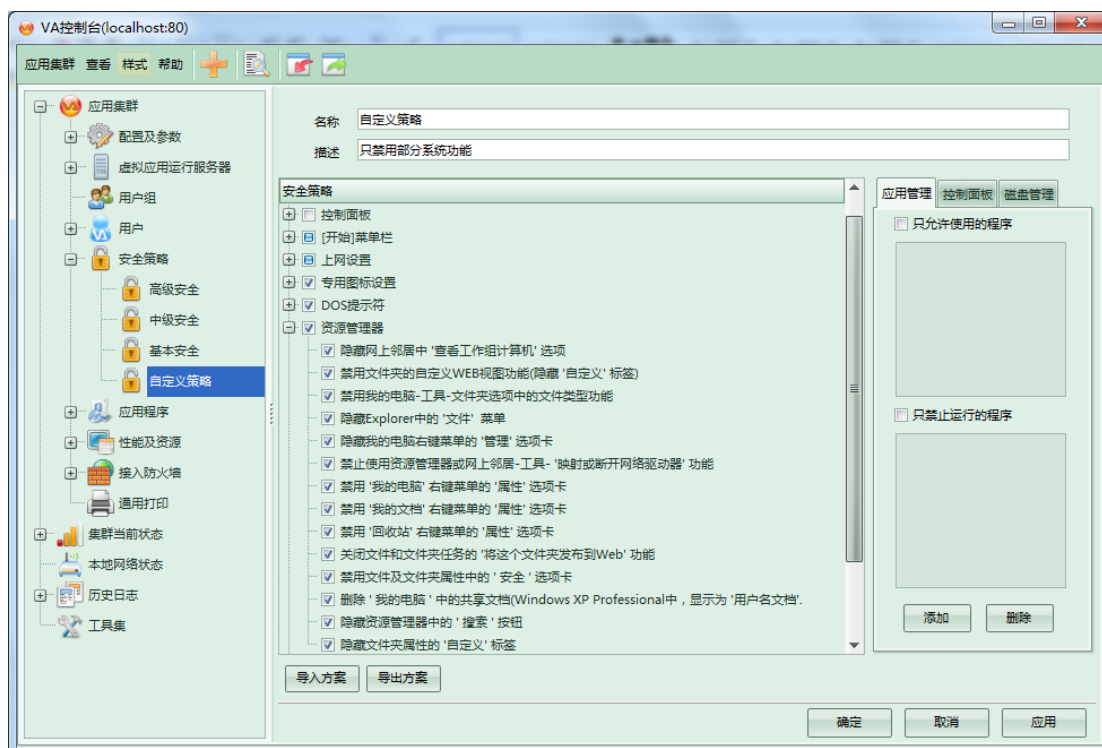 VA控制台(localhost:80)
应用集群 查看 样式 帮助
应用集群
配置及参数
虚拟应用运行服务器
用户组
用户
安全策略
高级安全
中级安全
基本安全
自定义策略
应用程序
性能及资源
接入防火墙
通用打印
集群当前状态
本地网络状态
历史日志
工具集
名称 自定义策略
描述 只禁用部分系统功能
安全策略
控制面板
[开始]菜单栏
上网设置
专用图标设置
DOS提示符
资源管理器
隐藏网上邻居中 '查看工作组计算机' 选项
禁用文件夹的自定义WEB视图功能(隐藏 '自定义' 标签)
禁用我的电脑-工具-文件夹选项中的文件类型功能
隐藏Explorer中的 '文件' 菜单
隐藏我的电脑右键菜单的 '管理' 选项卡
禁止使用资源管理器或网上邻居-工具- '映射或断开网络驱动器' 功能
禁用 '我的电脑' 右键菜单的 '属性' 选项卡
禁用 '我的文档' 右键菜单的 '属性' 选项卡
禁用 '回收站' 右键菜单的 '属性' 选项卡
关闭文件和文件夹任务的 '将这个文件夹发布到Web' 功能
禁用文件及文件夹属性中的 ' 安全 ' 选项卡
删除 ' 我的电脑 ' 中的共享文档(Windows XP Professional中，显示为 '用户名文档'.
隐藏资源管理器中的 ' 搜索 ' 按钮
隐藏文件夹属性的 '自定义' 标签
应用管理 控制面板 磁盘管理
只允许使用的程序
只禁止运行的程序
添加 删除
导入方案 导出方案
确定 取消 应用